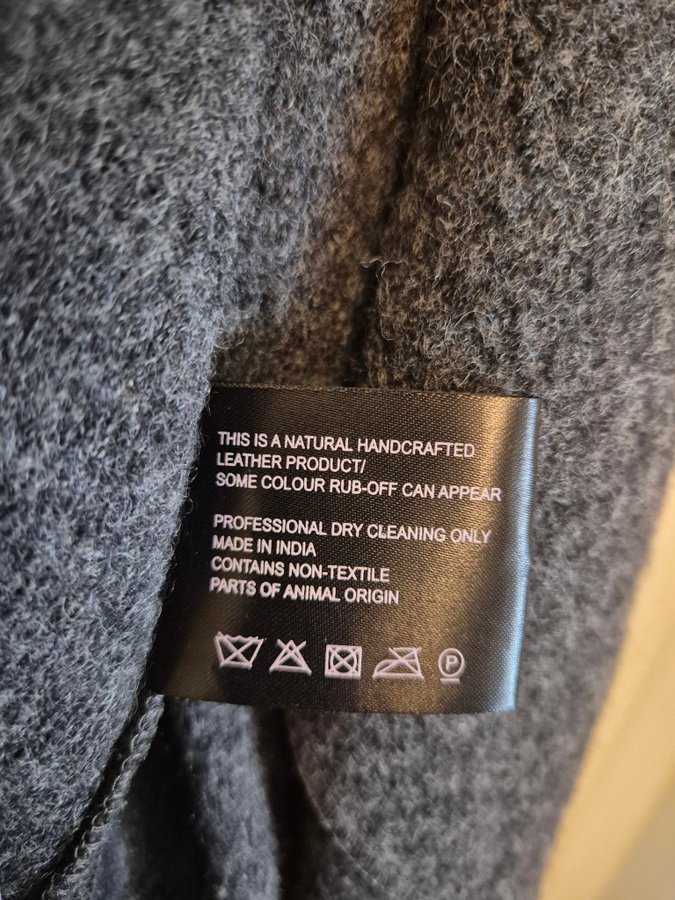 THIS IS A NATURAL HANDCRAFTED
LEATHER PRODUCT/
SOME COLOUR RUB-OFF CAN APPEAR
PROFESSIONAL DRY CLEANING ONLY
MADE IN INDIA
CONTAINS NON-TEXTILE
PARTS OF ANIMAL ORIGIN
P